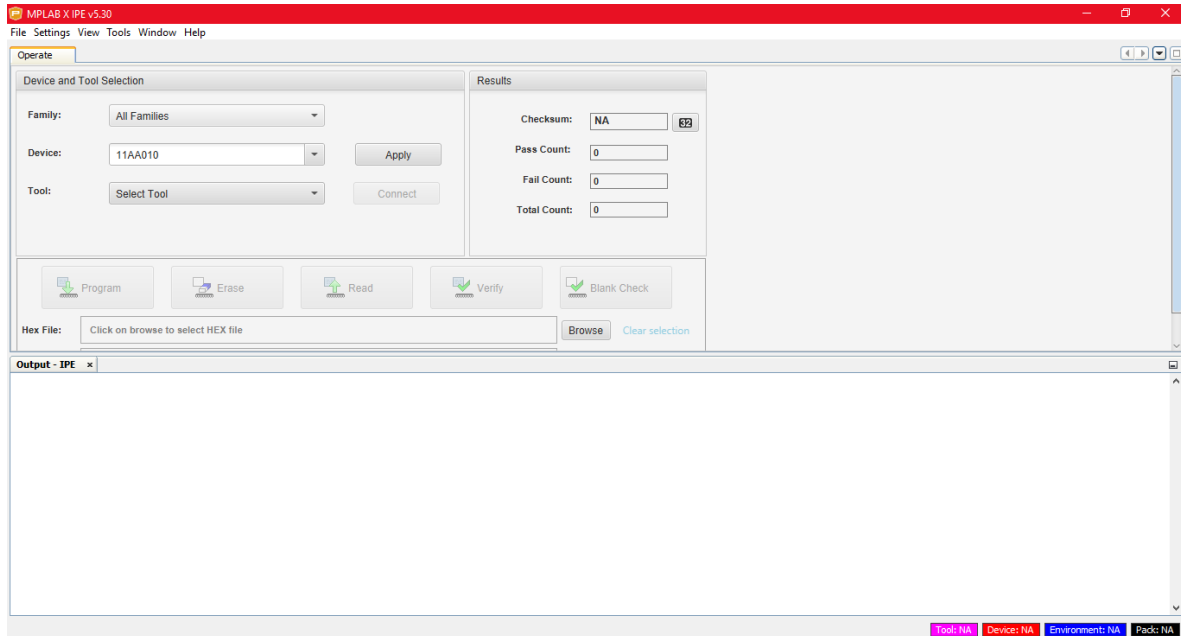 MPLAB X IPE v5.30
File Settings View Tools Window Help
Operate
Device and Tool Selection
Results
Family: All Families
Checksum: NA
32
Device: 11AA010 Apply
Pass Count: 0
Tool: Select Tool Connect
Fail Count: 0
Total Count: 0
Program Erase Read Verify Blank Check
Hex File: Click on browse to select HEX file Browse Clear selection
Output - IPE
Tool: NA Device: NA Environment: NA Pack: NA